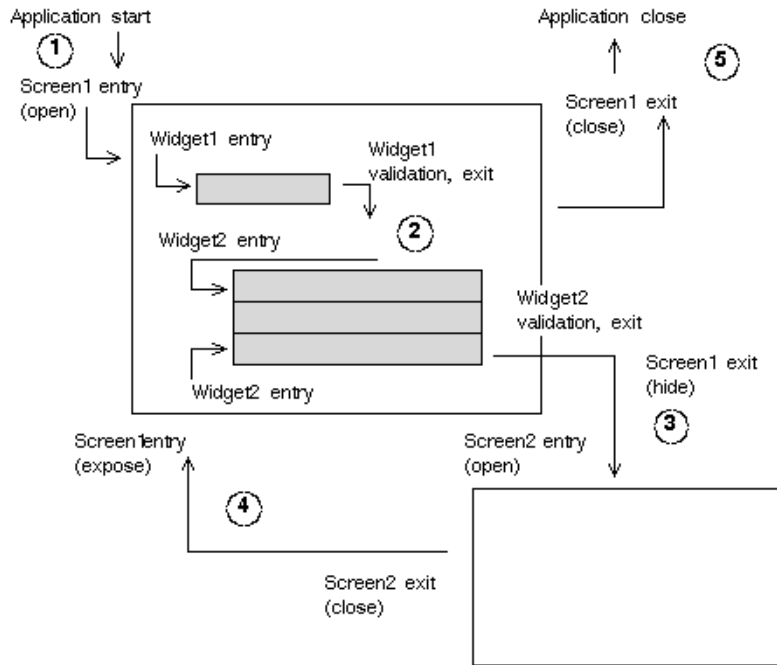 Application start
1
Screen1 entry
(open)
Application close
5
Screen1 exit
(close)
Widget1 entry
Widget1
validation, exit
2
Widget2 entry
Widget2
validation, exit
Widget2 entry
Screen1 exit
(hide)
3
Screen1entry
(expose)
Screen2 entry
(open)
4
Screen2 exit
(close)